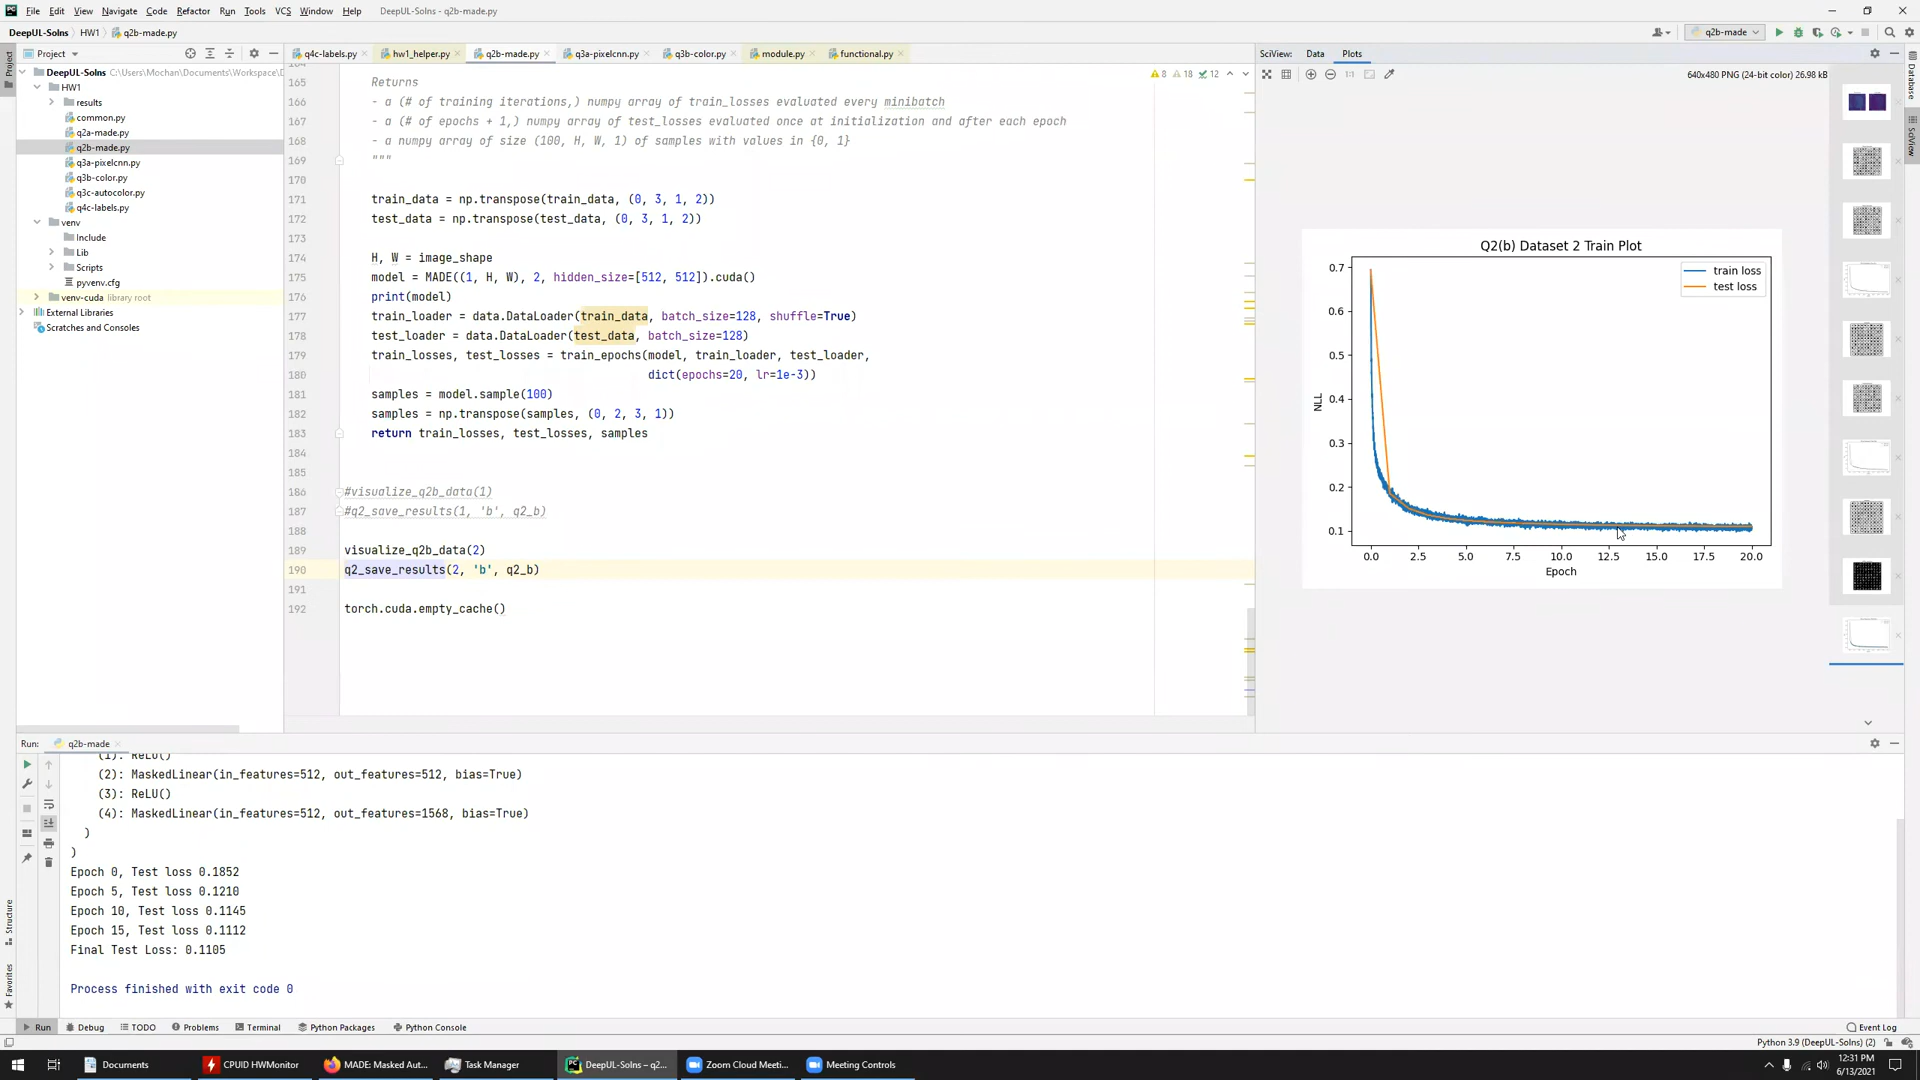 File Edit View Navigate Code Refactor Run Tools VCS Window Help DeepUL-Solns - q2b-made.py
DeepUL-Solns HW1 q2b-made.py
q2b-made
Project
q4c-labels.py hw1_helper.py q2b-made.py q3a-pixelcnn.py q3b-color.py module.py functional.py
SciView: Data Plots
DeepUL-Solns C:\Users\Mochan\Documents\Workspace\D
HW1
results
common.py
q2a-made.py
q2b-made.py
q3a-pixelcnn.py
q3b-color.py
q3c-autocolor.py
q4c-labels.py
venv
Include
Lib
Scripts
pyvenv.cfg
venv-cuda library root
External Libraries
Scratches and Consoles
8 18 12
1:1
640x480 PNG (24-bit color) 26.98 kB
165 Returns
166 - a (# of training iterations,) numpy array of train_losses evaluated every minibatch
167 - a (# of epochs + 1,) numpy array of test_losses evaluated once at initialization and after each epoch
168 - a numpy array of size (100, H, W, 1) of samples with values in {0, 1}
169 """
170
171 train_data = np.transpose(train_data, (0, 3, 1, 2))
172 test_data = np.transpose(test_data, (0, 3, 1, 2))
173
174 H, W = image_shape
175 model = MADE((1, H, W), 2, hidden_size=[512, 512]).cuda()
176 print(model)
177 train_loader = data.DataLoader(train_data, batch_size=128, shuffle=True)
178 test_loader = data.DataLoader(test_data, batch_size=128)
179 train_losses, test_losses = train_epochs(model, train_loader, test_loader,
180 dict(epochs=20, lr=1e-3))
181 samples = model.sample(100)
182 samples = np.transpose(samples, (0, 2, 3, 1))
183 return train_losses, test_losses, samples
184
185
186 #visualize_q2b_data(1)
187 #q2_save_results(1, 'b', q2_b)
188
189 visualize_q2b_data(2)
190 q2_save_results(2, 'b', q2_b)
191
192 torch.cuda.empty_cache()
Q2(b) Dataset 2 Train Plot
train loss
test loss
0.7
0.6
0.5
0.4
0.3
0.2
0.1
NLL
0.0 2.5 5.0 7.5 10.0 12.5 15.0 17.5 20.0
Epoch
Project
Structure
Favorites
Database
SciView
Run: q2b-made
(1): ReLU()
(2): MaskedLinear(in_features=512, out_features=512, bias=True)
(3): ReLU()
(4): MaskedLinear(in_features=512, out_features=1568, bias=True)
)
)
Epoch 0, Test loss 0.1852
Epoch 5, Test loss 0.1210
Epoch 10, Test loss 0.1145
Epoch 15, Test loss 0.1112
Final Test Loss: 0.1105
Process finished with exit code 0
Run Debug TODO Problems Terminal Python Packages Python Console Event Log
Python 3.9 (DeepUL-Solns) (2)
Documents CPUID HWMonitor MADE: Masked Aut... Task Manager DeepUL-Solns – q2... Zoom Cloud Meeti... Meeting Controls
12:31 PM
6/13/2021